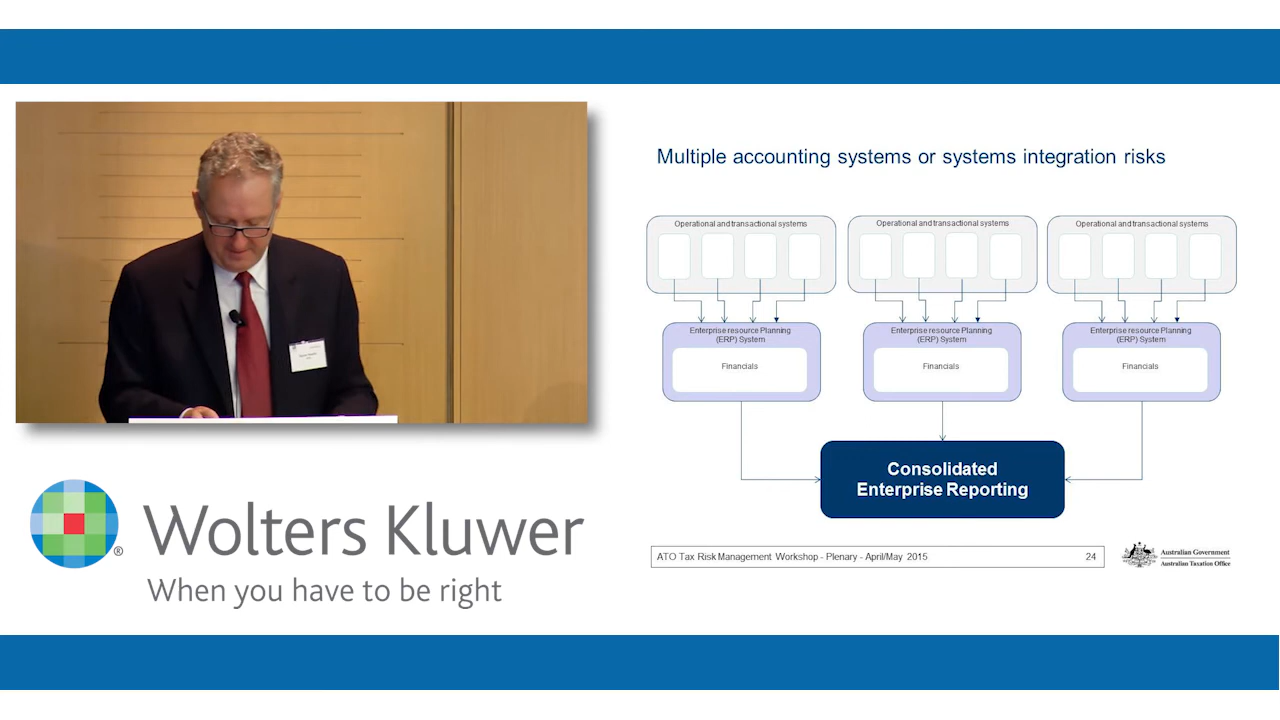 Multiple accounting systems or systems integration risks
Operational and transactional systems
Operational and transactional systems
Operational and transactional systems
Enterprise resource Planning
(ERP) System
Financials
Enterprise resource Planning
(ERP) System
Financials
Enterprise resource Planning
(ERP) System
Financials
Consolidated
Enterprise Reporting
ATO Tax Risk Management Workshop - Plenary - April/May 2015
24
Australian Government
Australian Taxation Office
Wolters Kluwer
®
When you have to be right